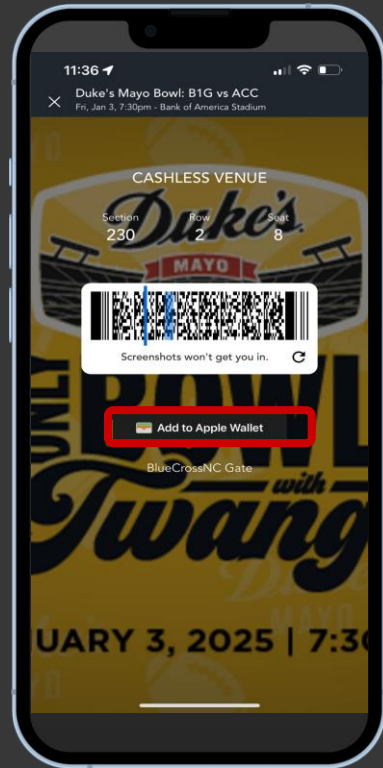 11:36
Duke's Mayo Bowl: B1G vs ACC
Fri, Jan 3, 7:30pm - Bank of America Stadium
CASHLESS VENUE
Section Row Seat
230 2 8
Duke's
MAYO
Screenshots won't get you in.
ONLY
BOWL
Add to Apple Wallet
BlueCrossNC Gate
with
Twang
UARY 3, 2025 | 7:30